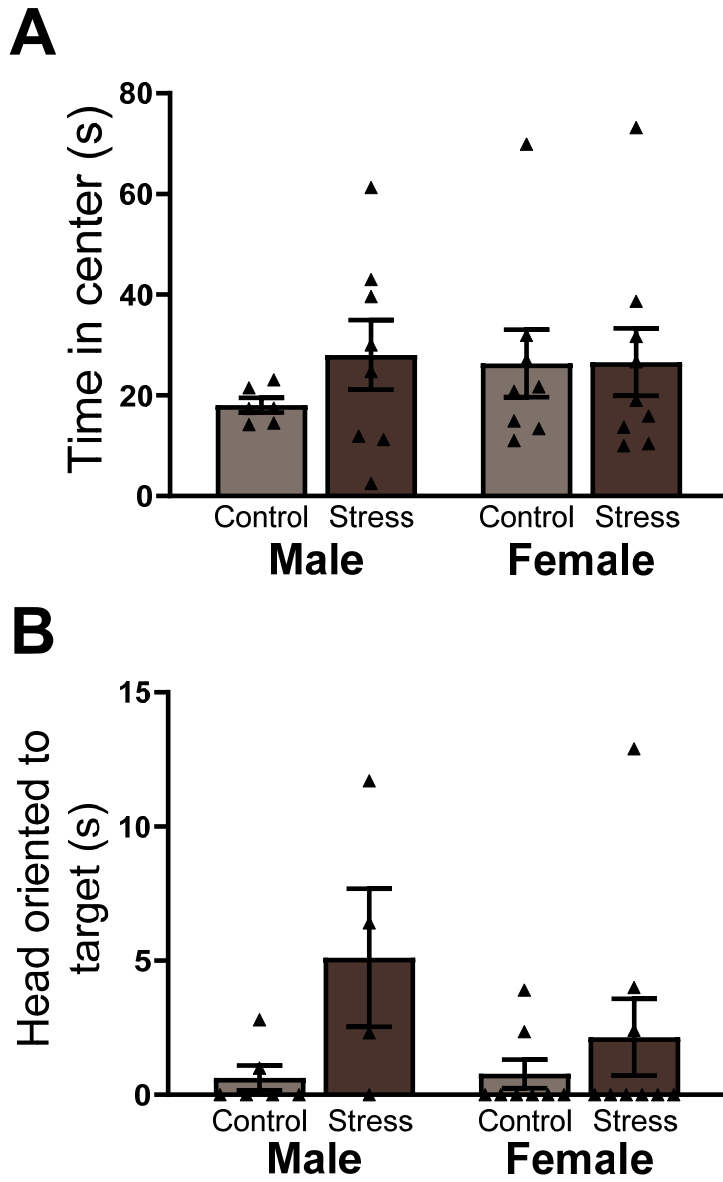 A
Time in center (s)
80
60
40
20
0
Control Stress Control Stress
Male Female
B
Head oriented to
target (s)
15
10
5
0
Control Stress Control Stress
Male Female